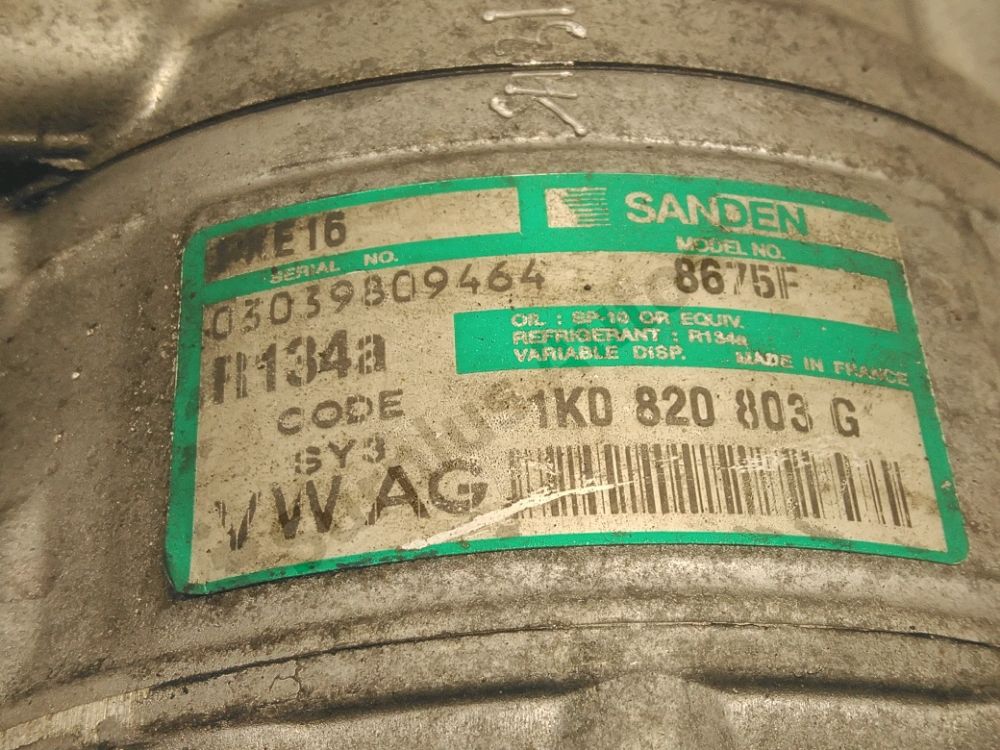 SANDEN
PXE16
MODEL NO.
SERIAL NO.
8675F
03039809464
OIL : SP-10 OR EQUIV.
REFRIGERANT : R134a
VARIABLE DISP. MADE IN FRANCE
R134a
CODE
1K0 820 803 G
SY3
VW AG